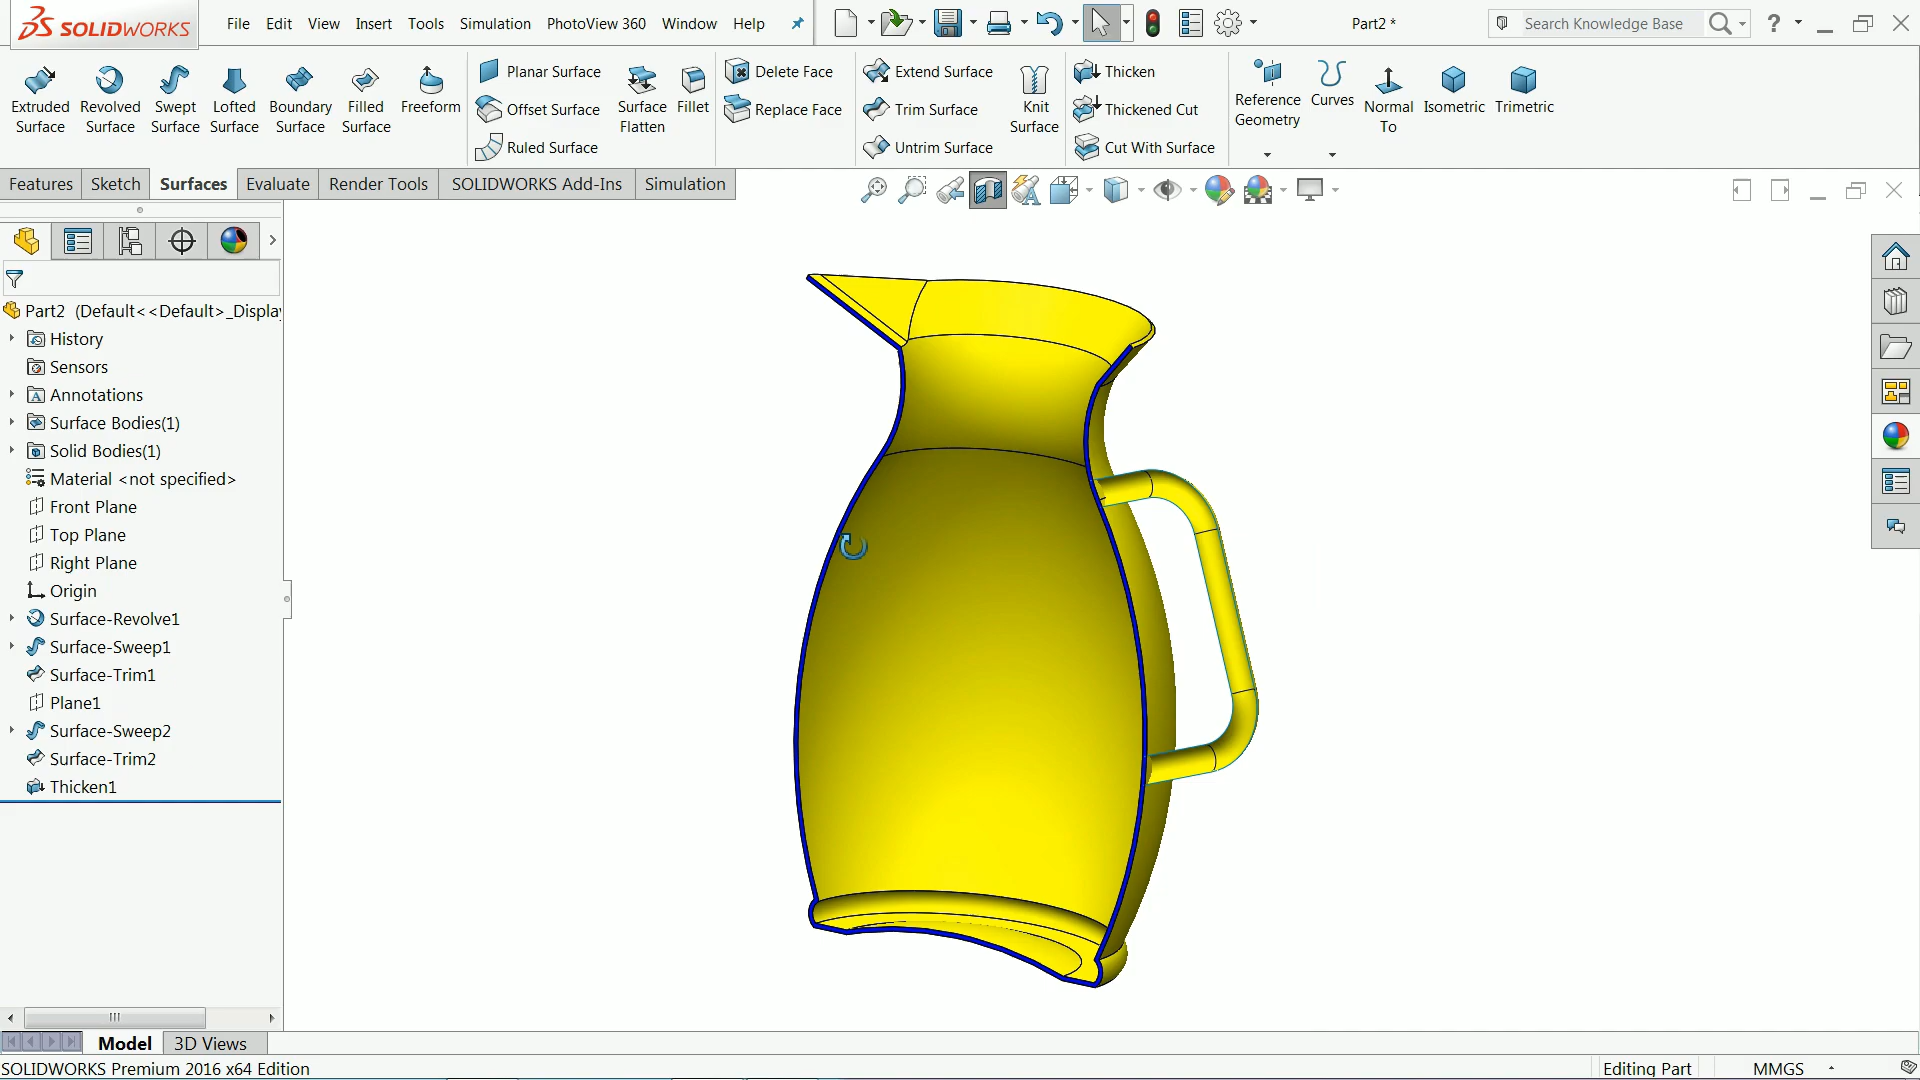 SOLIDWORKS
File Edit View Insert Tools Simulation PhotoView 360 Window Help
Part2 *
Search Knowledge Base
?
Extruded Surface
Revolved Surface
Swept Surface
Lofted Surface
Boundary Surface
Filled Surface
Freeform
Planar Surface
Offset Surface
Ruled Surface
Surface Flatten
Fillet
Delete Face
Replace Face
Extend Surface
Trim Surface
Untrim Surface
Knit Surface
Thicken
Thickened Cut
Cut With Surface
Reference Geometry
Curves
Normal To
Isometric
Trimetric
Features Sketch Surfaces Evaluate Render Tools SOLIDWORKS Add-Ins Simulation
Part2 (Default<<Default>_Display
History
Sensors
Annotations
Surface Bodies(1)
Solid Bodies(1)
Material <not specified>
Front Plane
Top Plane
Right Plane
Origin
Surface-Revolve1
Surface-Sweep1
Surface-Trim1
Plane1
Surface-Sweep2
Surface-Trim2
Thicken1
Model 3D Views
SOLIDWORKS Premium 2016 x64 Edition
Editing Part
MMGS